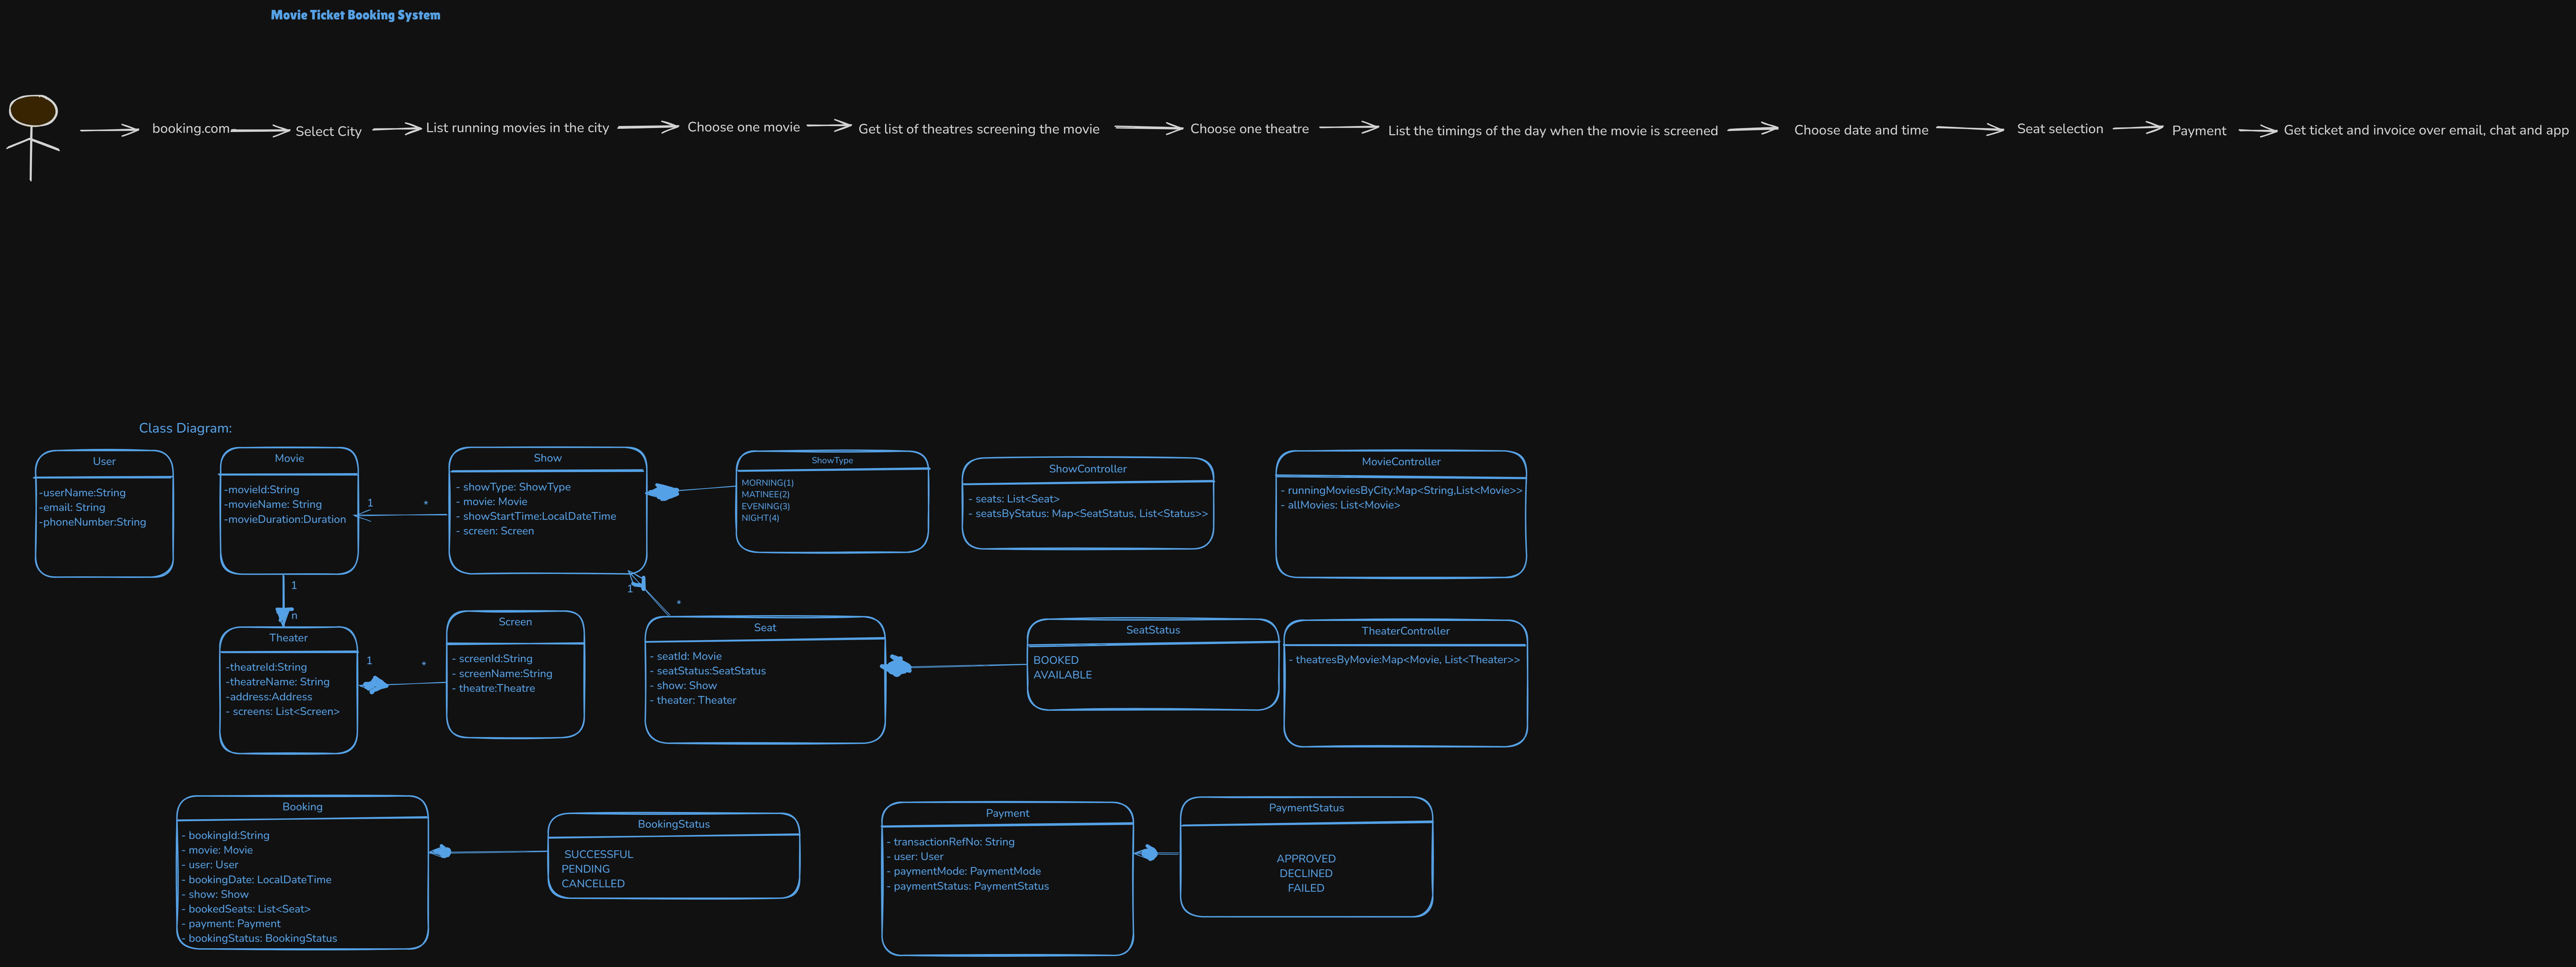 Movie Ticket Booking System
booking.com
Select City
List running movies in the city
Choose one movie
Get list of theatres screening the movie
Choose one theatre
List the timings of the day when the movie is screened
Choose date and time
Seat selection
Payment
Get ticket and invoice over email, chat and app
Class Diagram:
User
-userName:String
-email: String
-phoneNumber:String
Movie
-movieId:String
-movieName: String
-movieDuration:Duration
1
*
Show
- showType: ShowType
- movie: Movie
- showStartTime:LocalDateTime
- screen: Screen
ShowType
MORNING(1)
MATINEE(2)
EVENING(3)
NIGHT(4)
ShowController
- seats: List<Seat>
- seatsByStatus: Map<SeatStatus, List<Status>>
MovieController
- runningMoviesByCity:Map<String,List<Movie>>
- allMovies: List<Movie>
1
n
Theater
-theatreId:String
-theatreName: String
-address:Address
- screens: List<Screen>
1
*
Screen
- screenId:String
- screenName:String
- theatre:Theatre
1
*
Seat
- seatId: Movie
- seatStatus:SeatStatus
- show: Show
- theater: Theater
SeatStatus
BOOKED
AVAILABLE
TheaterController
- theatresByMovie:Map<Movie, List<Theater>>
Booking
- bookingId:String
- movie: Movie
- user: User
- bookingDate: LocalDateTime
- show: Show
- bookedSeats: List<Seat>
- payment: Payment
- bookingStatus: BookingStatus
BookingStatus
SUCCESSFUL
PENDING
CANCELLED
Payment
- transactionRefNo: String
- user: User
- paymentMode: PaymentMode
- paymentStatus: PaymentStatus
PaymentStatus
APPROVED
DECLINED
FAILED